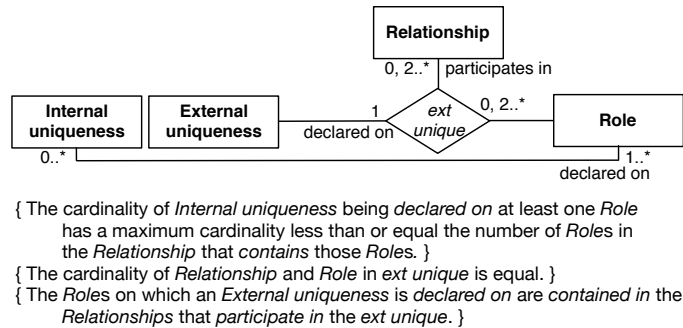 Relationship
0, 2..* participates in
Internal uniqueness
External uniqueness
1
declared on
ext unique
0, 2..*
Role
0..*
1..*
declared on
{ The cardinality of Internal uniqueness being declared on at least one Role
has a maximum cardinality less than or equal the number of Roles in
the Relationship that contains those Roles. }
{ The cardinality of Relationship and Role in ext unique is equal. }
{ The Roles on which an External uniqueness is declared on are contained in the
Relationships that participate in the ext unique. }